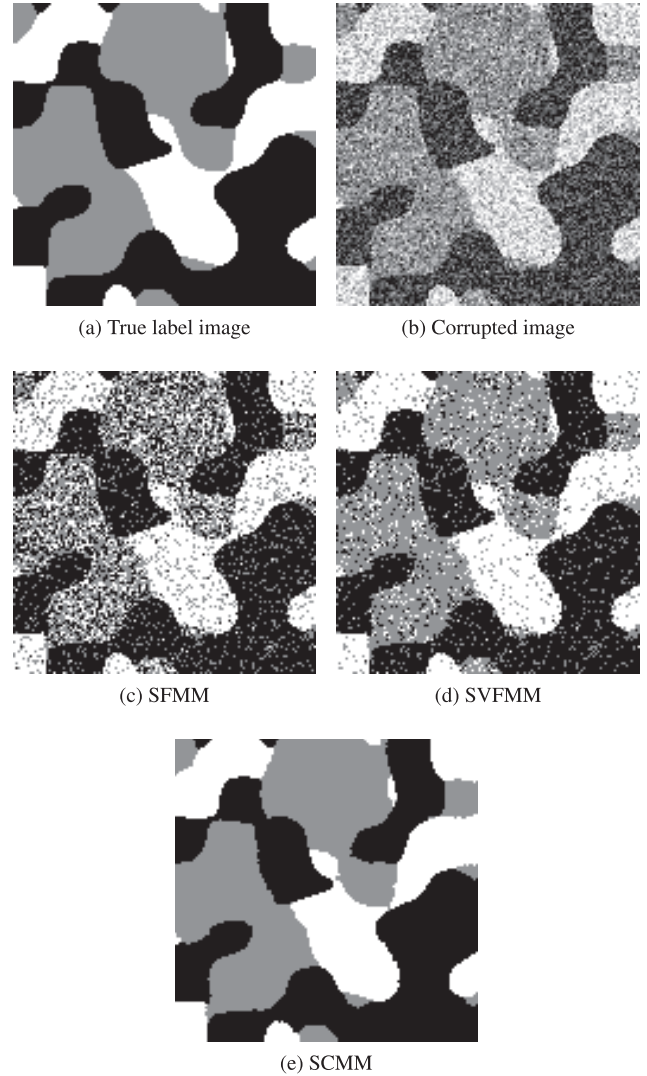 (a) True label image
(b) Corrupted image
(c) SFMM
(d) SVFMM
(e) SCMM